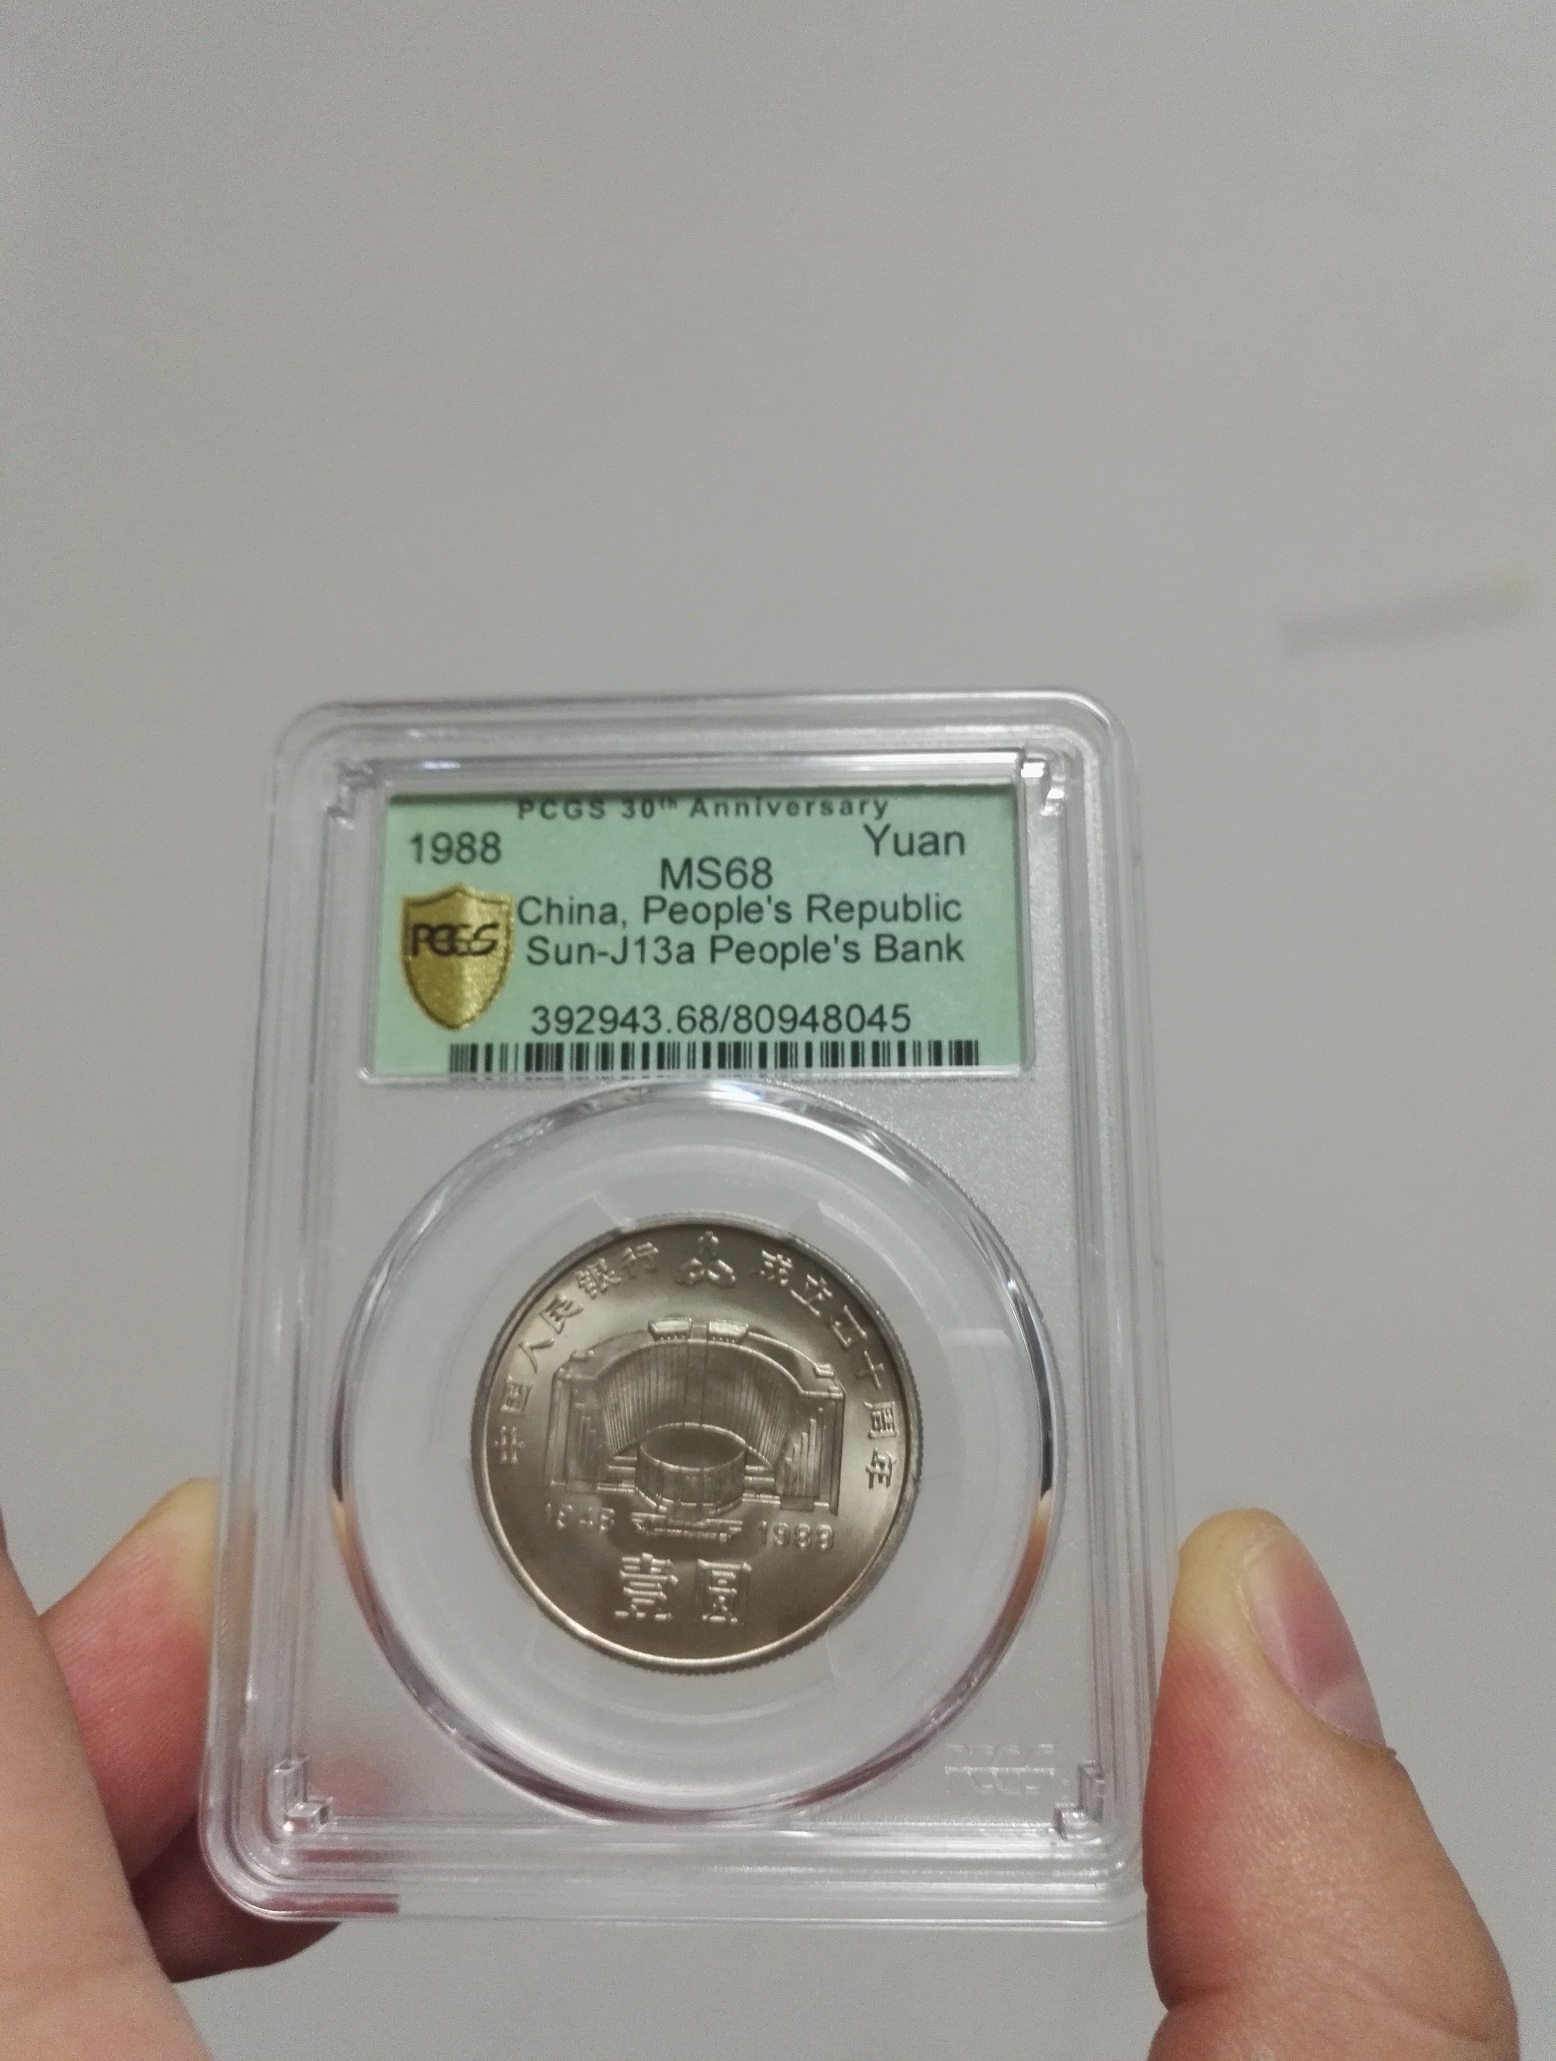 PCGS 30th Anniversary
1988 Yuan
MS68
PCGS
China, People's Republic
Sun-J13a People's Bank
392943.68/80948045
中国人民银行 成立四十周年
1948 1988
壹圆
PCGS